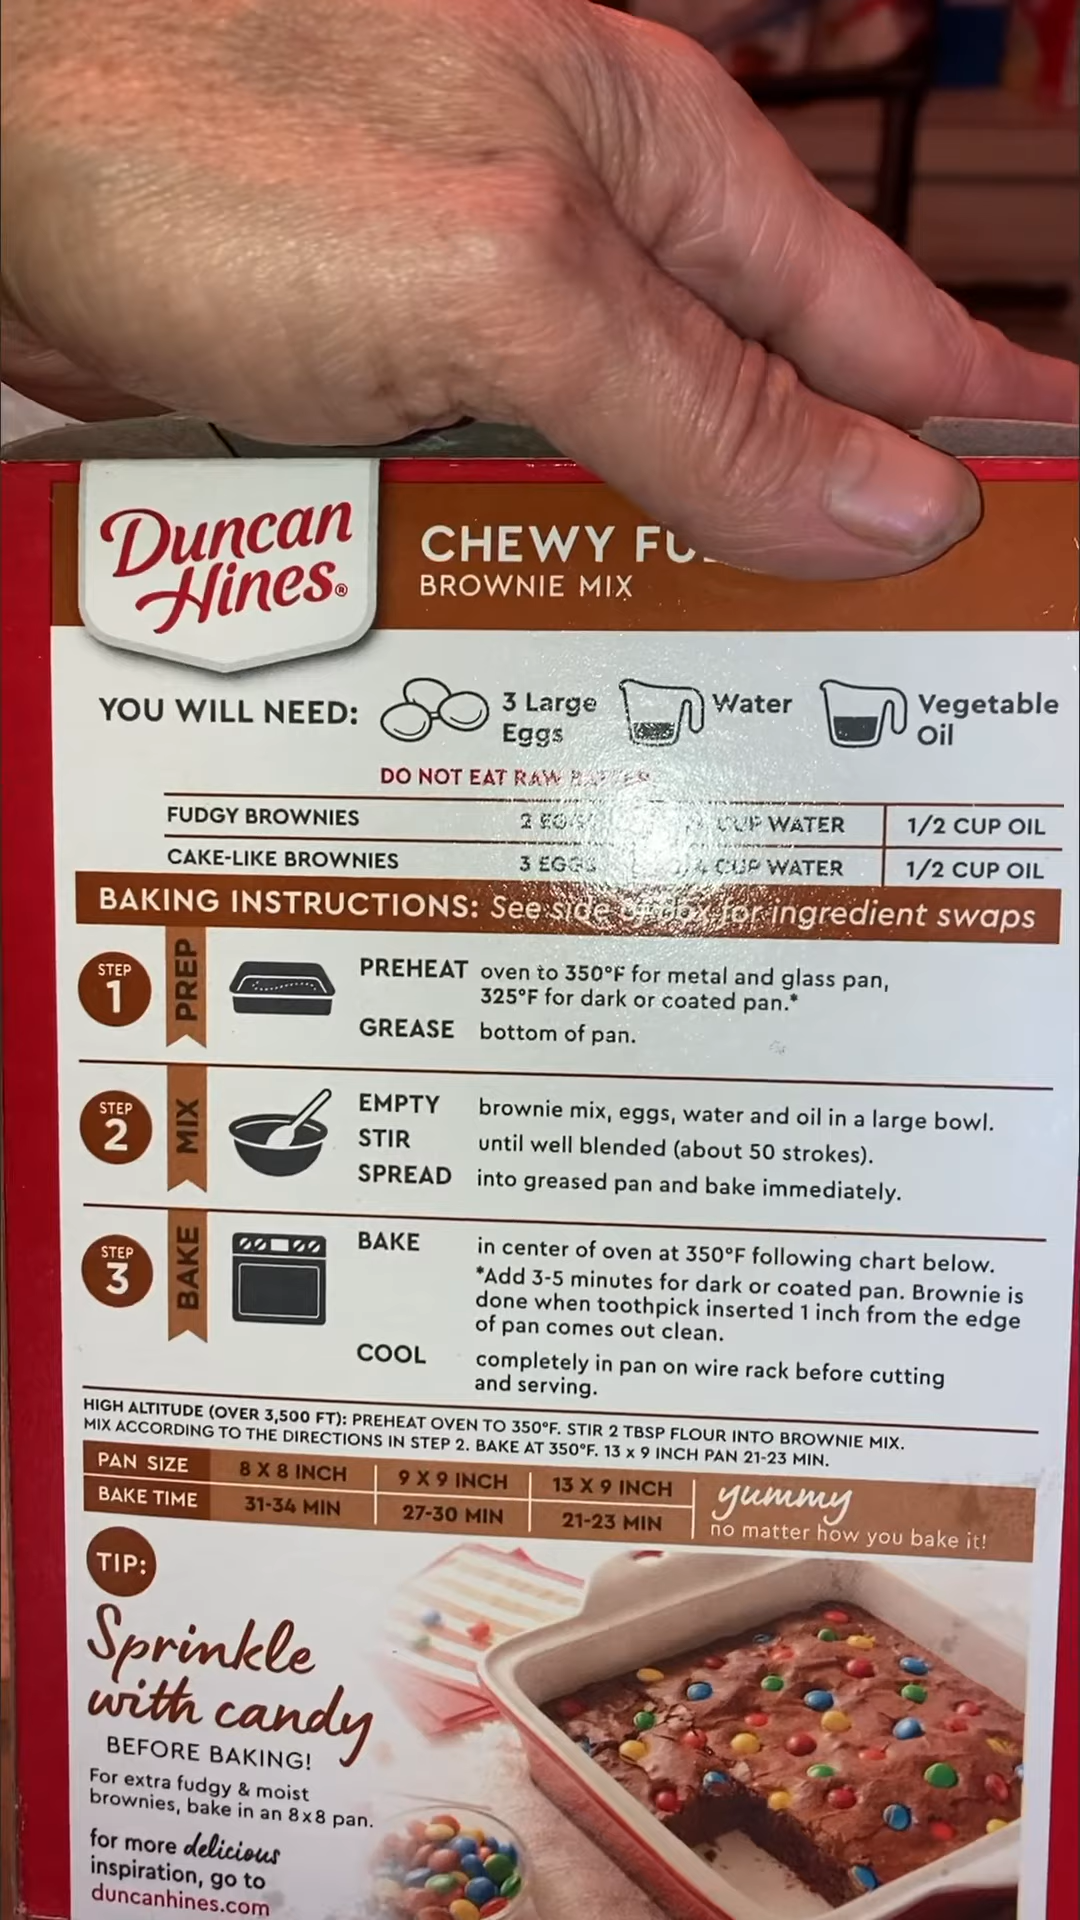 Duncan
Hines®
CHEWY
BROWNIE MIX
YOU WILL NEED:
3 Large
Eggs
Water
Vegetable
Oil
DO NOT EAT RAW
FUDGY BROWNIES 2 CUP WATER 1/2 CUP OIL
CAKE-LIKE BROWNIES 3 EGGS CUP WATER 1/2 CUP OIL
BAKING INSTRUCTIONS: See side of box for ingredient swaps
STEP
1
PREP
PREHEAT oven to 350°F for metal and glass pan,
325°F for dark or coated pan.*
GREASE bottom of pan.
STEP
2
MIX
EMPTY brownie mix, eggs, water and oil in a large bowl.
STIR until well blended (about 50 strokes).
SPREAD into greased pan and bake immediately.
STEP
3
BAKE
BAKE in center of oven at 350°F following chart below.
*Add 3-5 minutes for dark or coated pan. Brownie is
done when toothpick inserted 1 inch from the edge
of pan comes out clean.
COOL completely in pan on wire rack before cutting
and serving.
HIGH ALTITUDE (OVER 3,500 FT): PREHEAT OVEN TO 350°F. STIR 2 TBSP FLOUR INTO BROWNIE MIX.
MIX ACCORDING TO THE DIRECTIONS IN STEP 2. BAKE AT 350°F. 13 x 9 INCH PAN 21-23 MIN.
PAN SIZE 8 X 8 INCH 9 X 9 INCH 13 X 9 INCH
BAKE TIME 31-34 MIN 27-30 MIN 21-23 MIN
yummy
no matter how you bake it!
TIP:
Sprinkle
with candy
BEFORE BAKING!
For extra fudgy & moist
brownies, bake in an 8x8 pan.
for more delicious
inspiration, go to
duncanhines.com